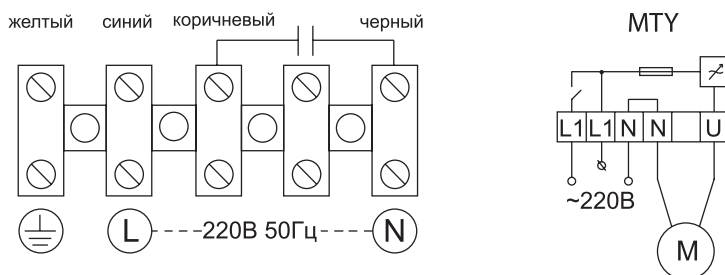 желтый синий коричневый черный
L 220В 50Гц N
MTY
L1 L1 N N U
~220В
M